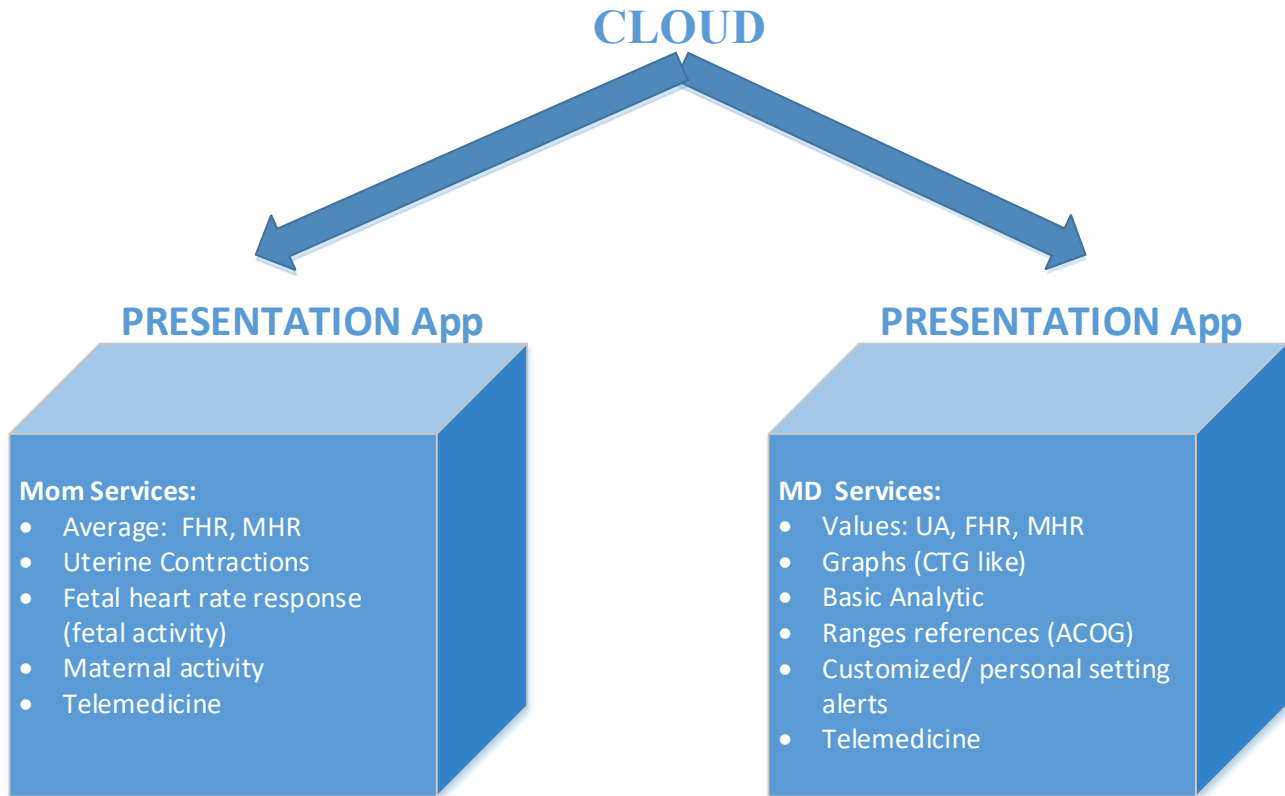 CLOUD
PRESENTATION App
Mom Services:
• Average: FHR, MHR
• Uterine Contractions
• Fetal heart rate response
(fetal activity)
• Maternal activity
• Telemedicine
PRESENTATION App
MD Services:
• Values: UA, FHR, MHR
• Graphs (CTG like)
• Basic Analytic
• Ranges references (ACOG)
• Customized/ personal setting
alerts
• Telemedicine